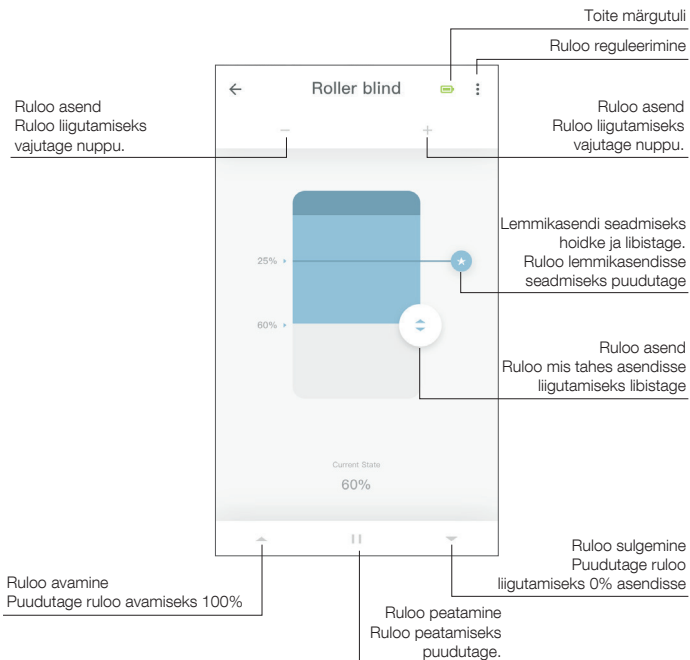 Toite märgutuli
Ruloo reguleerimine
Roller blind
Ruloo asend
Ruloo liigutamiseks
vajutage nuppu.
Ruloo asend
Ruloo liigutamiseks
vajutage nuppu.
−
+
Lemmikasendi seadmiseks
hoidke ja libistage.
Ruloo lemmikasendisse
seadmiseks puudutage
25%
60%
Ruloo asend
Ruloo mis tahes asendisse
liigutamiseks libistage
Current State
60%
Ruloo sulgemine
Puudutage ruloo
liigutamiseks 0% asendisse
Ruloo avamine
Puudutage ruloo avamiseks 100%
Ruloo peatamine
Ruloo peatamiseks
puudutage.